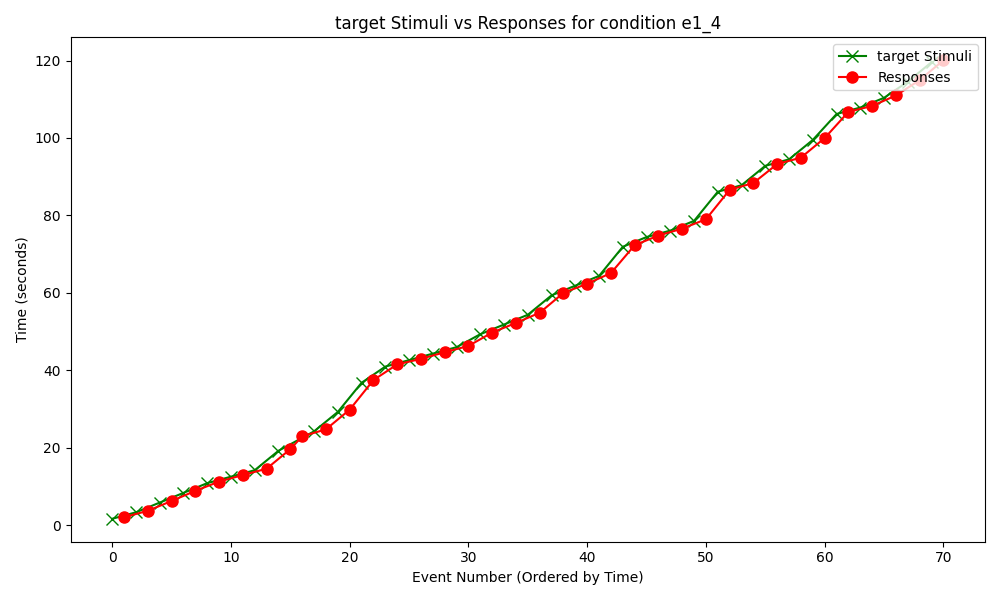 target Stimuli vs Responses for condition e1_4
target Stimuli
Responses
Time (seconds)
120
100
80
60
40
20
0
0 10 20 30 40 50 60 70
Event Number (Ordered by Time)